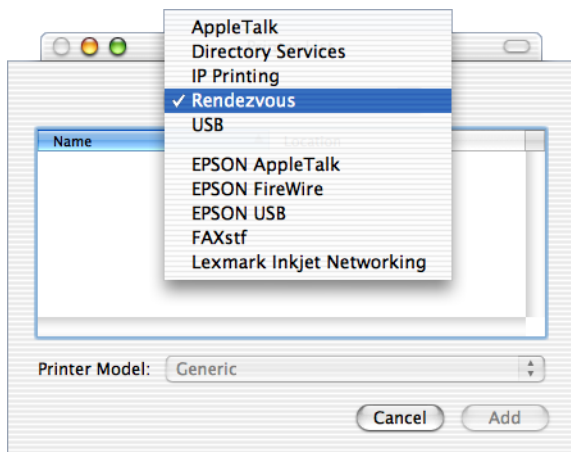 AppleTalk
Directory Services
IP Printing
✓ Rendezvous
USB
EPSON AppleTalk
EPSON FireWire
EPSON USB
FAXstf
Lexmark Inkjet Networking
Name Location
Printer Model: Generic
Cancel Add